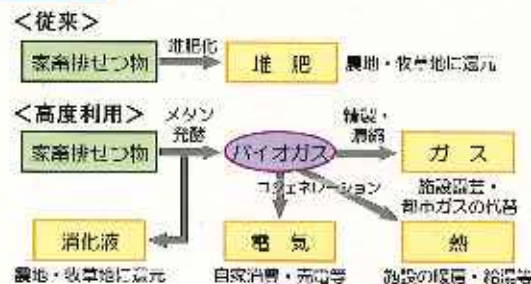 ＜従来＞
家畜排せつ物
堆肥化
堆肥
農地・牧草地に還元
＜高度利用＞
家畜排せつ物
メタン
発酵
バイオガス
精製・
濃縮
ガス
施設園芸・
都市ガスの代替
コジェネレーション
消化液
農地・牧草地に還元
電気
自家消費・売電等
熱
施設の暖房・給湯等